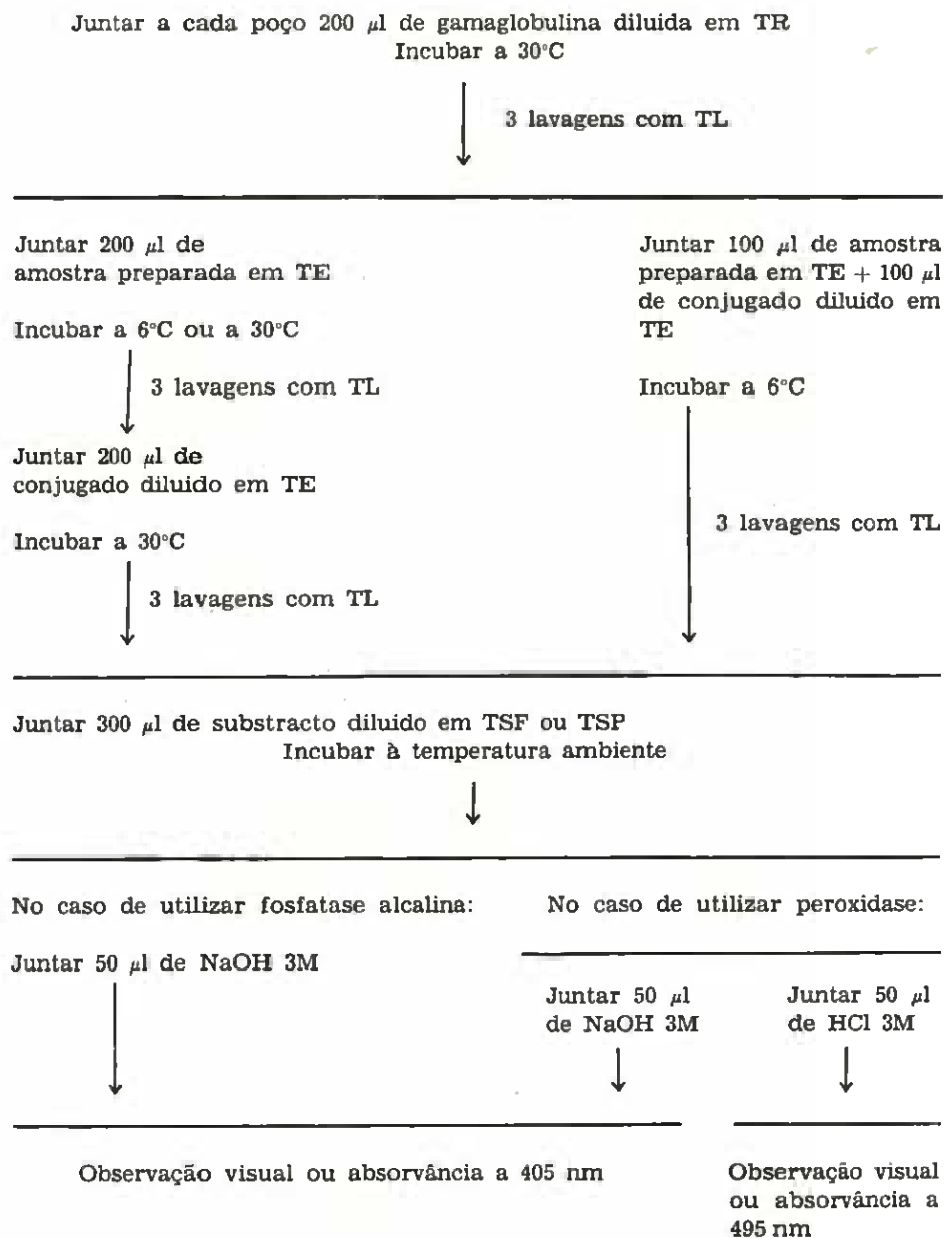 Juntar a cada poço 200 µl de gamaglobulina diluida em TR
Incubar a 30°C
3 lavagens com TL
Juntar 200 µl de
amostra preparada em TE
Incubar a 6°C ou a 30°C
3 lavagens com TL
Juntar 200 µl de
conjugado diluido em TE
Incubar a 30°C
3 lavagens com TL
Juntar 100 µl de amostra
preparada em TE + 100 µl
de conjugado diluido em
TE
Incubar a 6°C
3 lavagens com TL
Juntar 300 µl de substracto diluido em TSF ou TSP
Incubar à temperatura ambiente
No caso de utilizar fosfatase alcalina:
Juntar 50 µl de NaOH 3M
No caso de utilizar peroxidase:
Juntar 50 µl
de NaOH 3M
Juntar 50 µl
de HCl 3M
Observação visual ou absorvância a 405 nm
Observação visual
ou absorvância a
495 nm